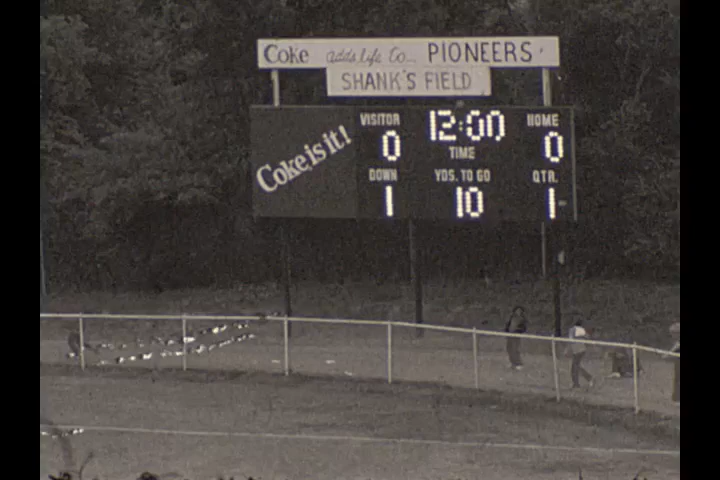 Coke adds life to... PIONEERS
SHANK'S FIELD
Coke is it!
VISITOR 12:00 HOME
0 TIME 0
DOWN YDS. TO GO QTR.
1 10 1